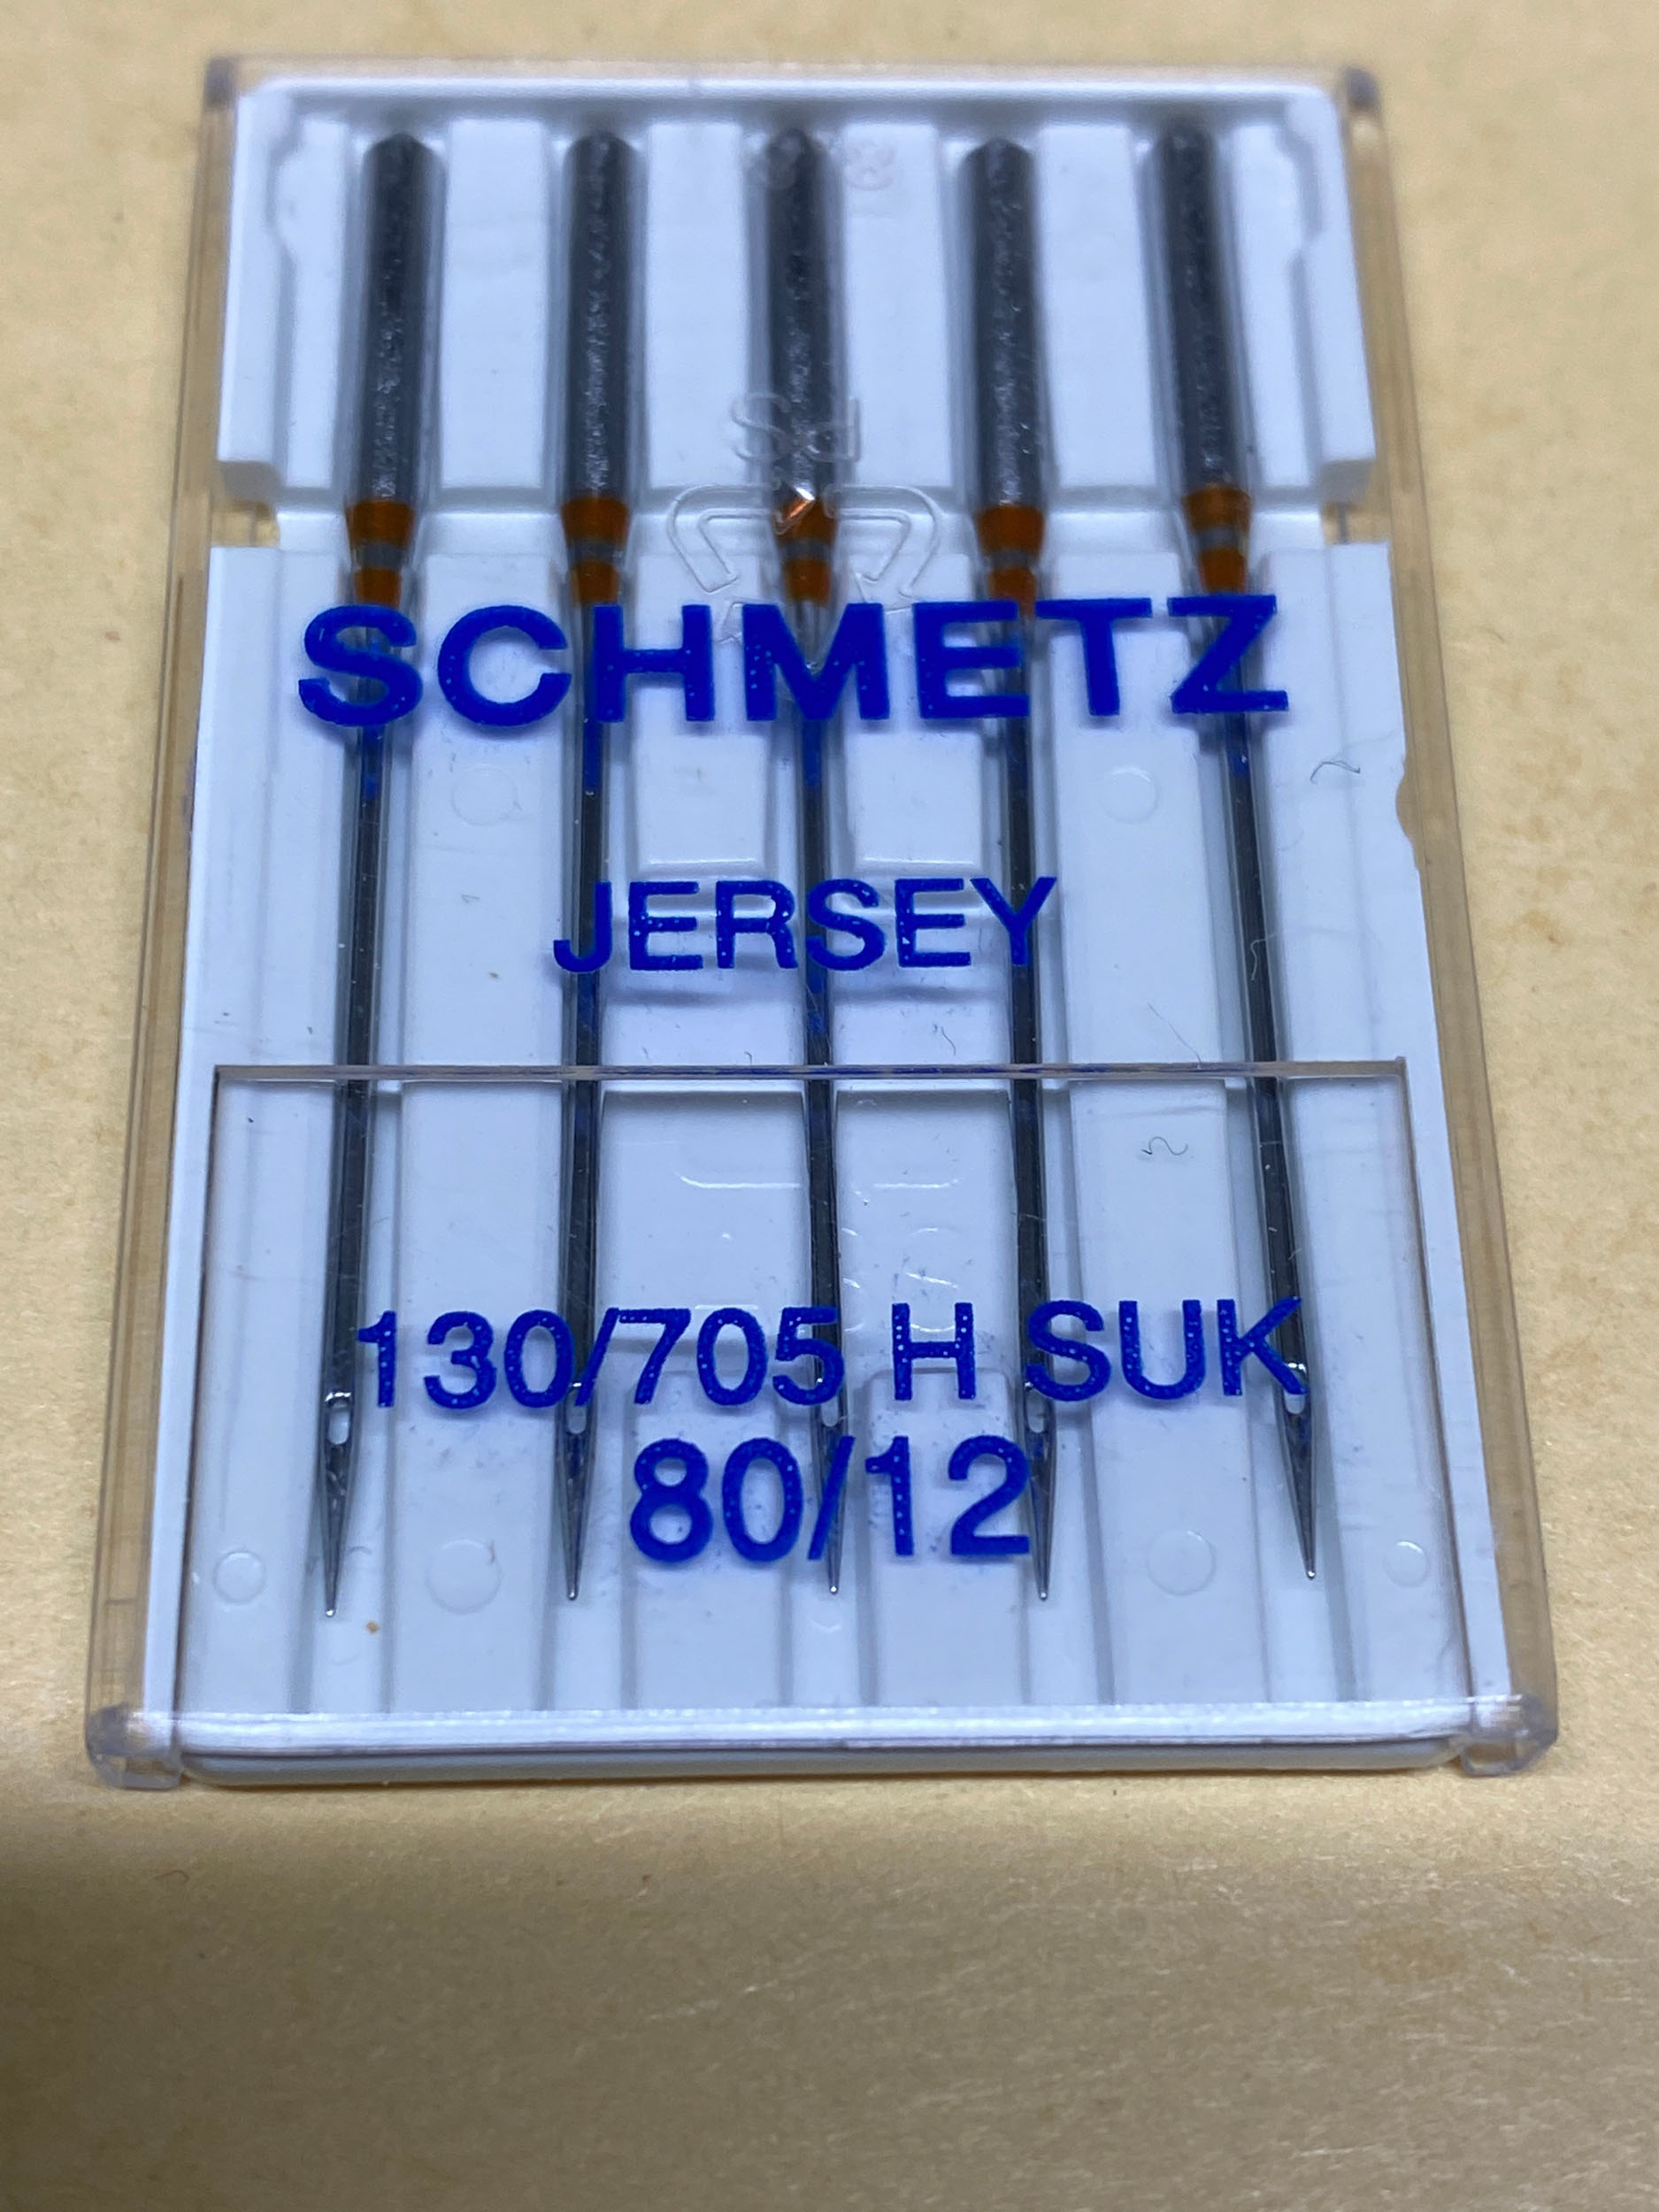 SCHMETZ
JERSEY
130/705 H SUK
80/12